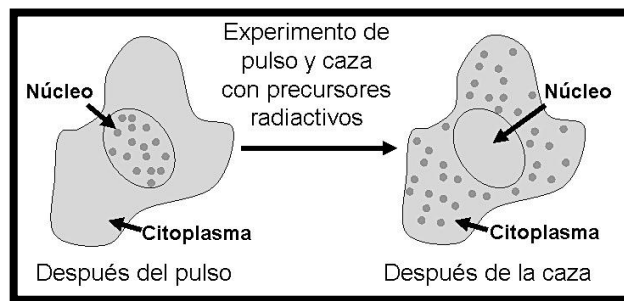 Experimento de
pulso y caza
con precursores
radiactivos
Núcleo
Núcleo
Citoplasma
Citoplasma
Después del pulso
Después de la caza